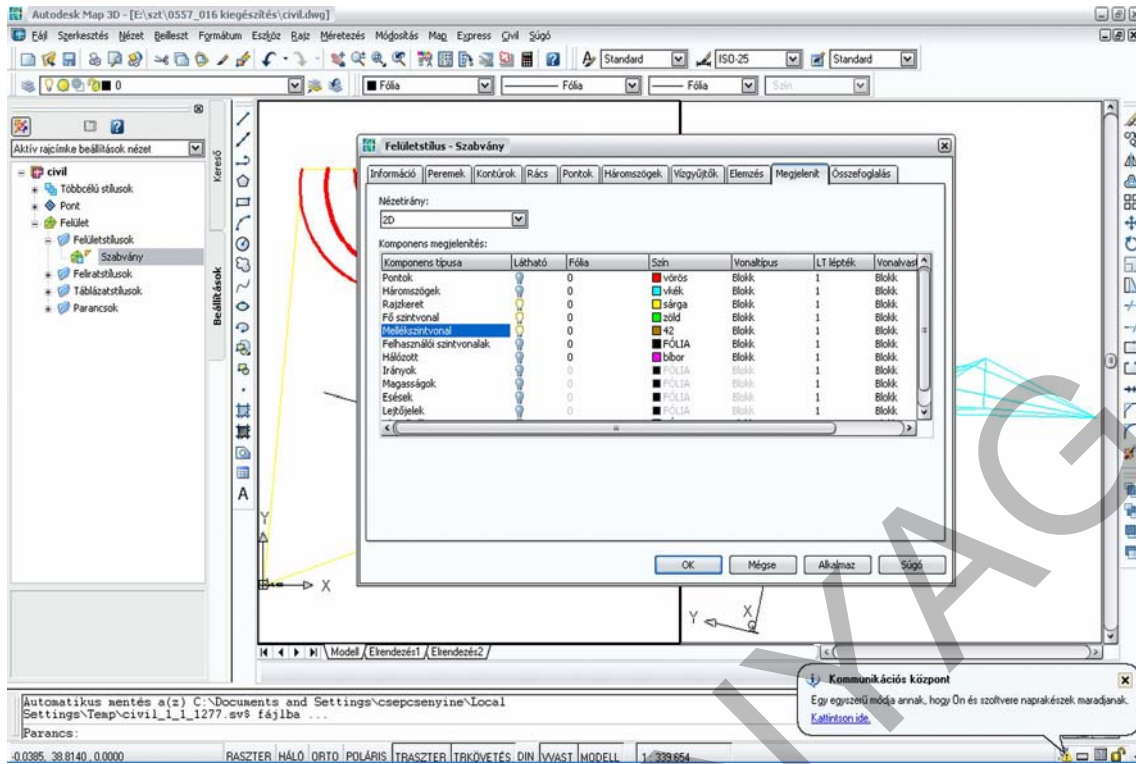 Autodesk Map 3D - [E:\szt\0557_016 kiegészítés\civil.dwg]
Fájl Szerkesztés Nézet Beilleszt Formátum Eszköz Rajz Méretezés Módosítás Map Express Civil Súgó
Standard ISO-25 Standard
0 Fólia Fólia Fólia Szín
Aktív rajzcímke beállítások nézet
civil
Többcélú stílusok
Pont
Felület
Felületstílusok
Szabvány
Feliratstílusok
Táblázatstílusok
Parancsok
Kereső
Beállítások
Felületstílus - Szabvány
Információ Peremek Kontúrok Rács Pontok Háromszögek Vízgyűjtők Elemzés Megjelenít Összefoglalás
Nézetirány:
2D
Komponens megjelenítés:
Komponens típusa Látható Fólia Szín Vonaltípus LT lépték Vonalvast
Pontok 0 vörös Blokk 1 Blokk
Háromszögek 0 vkék Blokk 1 Blokk
Rajzkeret 0 sárga Blokk 1 Blokk
Fő szintvonal 0 zöld Blokk 1 Blokk
Mellékszintvonal 0 42 Blokk 1 Blokk
Felhasználói szintvonalak 0 FÓLIA Blokk 1 Blokk
Hálózott 0 bíbor Blokk 1 Blokk
Irányok 0 FÓLIA Blokk 1 Blokk
Magasságok 0 FÓLIA Blokk 1 Blokk
Esések 0 FÓLIA Blokk 1 Blokk
Lejtőjelek 0 FÓLIA Blokk 1 Blokk
OK Mégse Alkalmaz Súgó
A
Y
X
Y
X
Modell Elrendezés1 Elrendezés2
Automatikus mentés a(z) C:\Documents and Settings\csepcsenyine\Local
Settings\Temp\civil_1_1_1277.sv$ fájlba ...
Parancs:
Kommunikációs központ
Egy egyszerű módja annak, hogy Ön és szoftvere naprakészek maradjanak.
Kattintson ide.
-0.0385, 38.8140, 0.0000 RASZTER HÁLÓ ORTO POLÁRIS TRASZTER TRKÖVETÉS DIN VVAST MODELL 1 : 339.654
NYAG